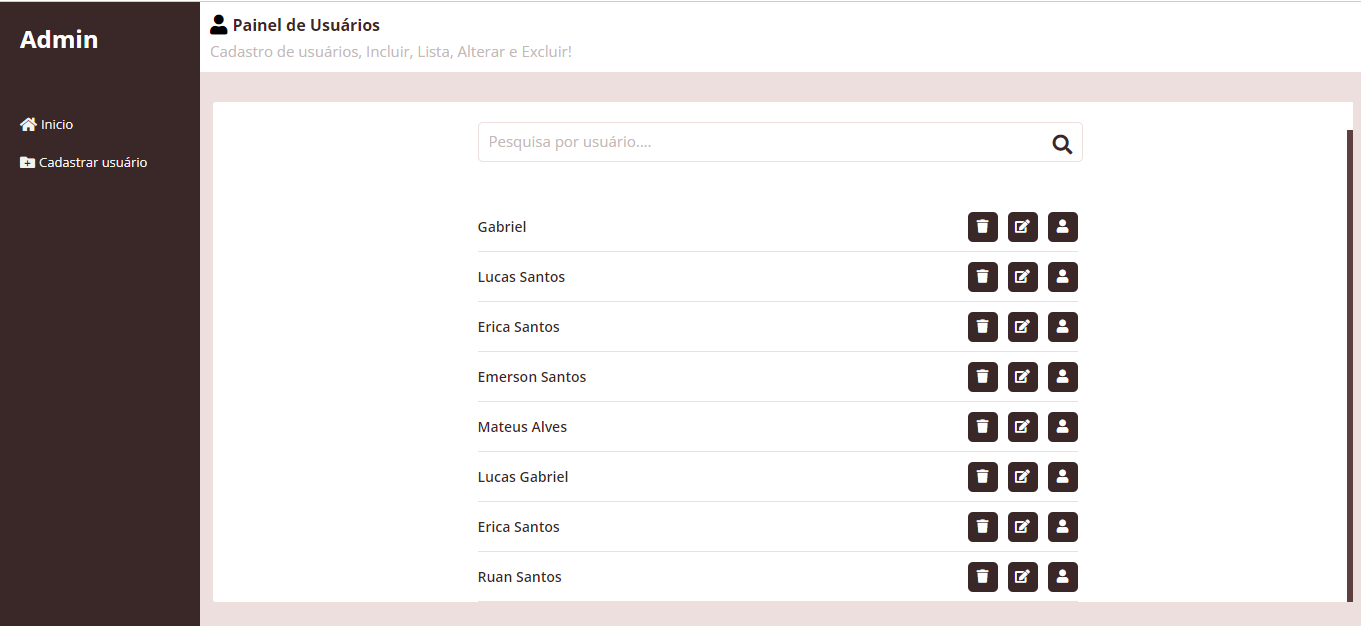 Admin
Inicio
Cadastrar usuário
Painel de Usuários
Cadastro de usuários, Incluir, Lista, Alterar e Excluir!
Pesquisa por usuário....
Gabriel
Lucas Santos
Erica Santos
Emerson Santos
Mateus Alves
Lucas Gabriel
Erica Santos
Ruan Santos